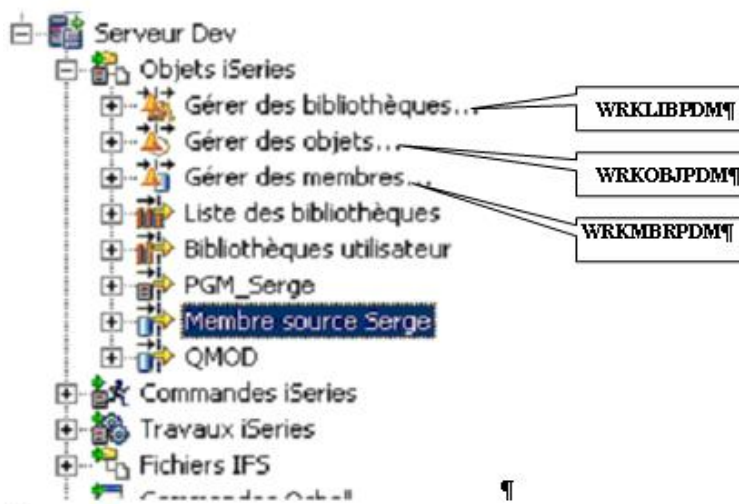 Serveur Dev
Objets iSeries
Gérer des bibliothèques...
WRKLIBPDM¶
Gérer des objets...
WRKOBJPDM¶
Gérer des membres...
WRKMBRPDM¶
Liste des bibliothèques
Bibliothèques utilisateur
PGM_Serge
Membre source Serge
QMOD
Commandes iSeries
Travaux iSeries
Fichiers IFS
¶